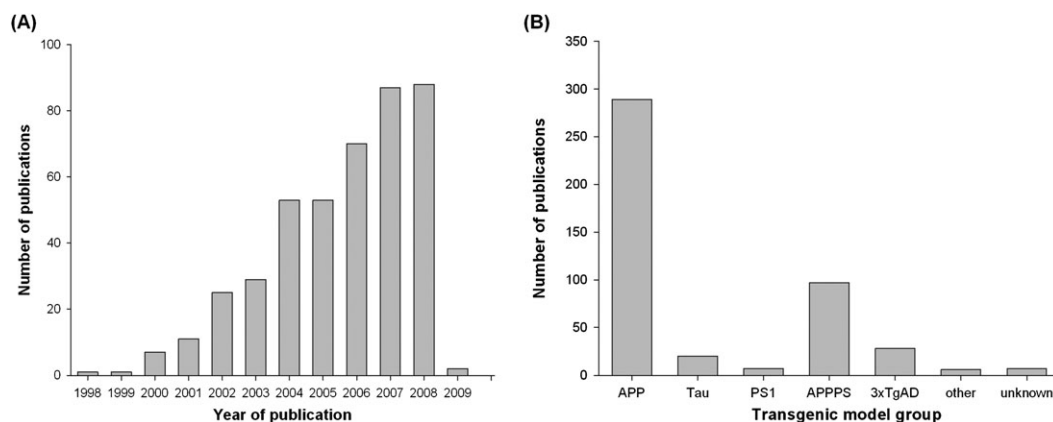 (A)
100
80
60
40
20
0
Number of publications
1998 1999 2000 2001 2002 2003 2004 2005 2006 2007 2008 2009
Year of publication
(B)
350
300
250
200
150
100
50
0
Number of publications
APP Tau PS1 APPPS 3xTgAD other unknown
Transgenic model group